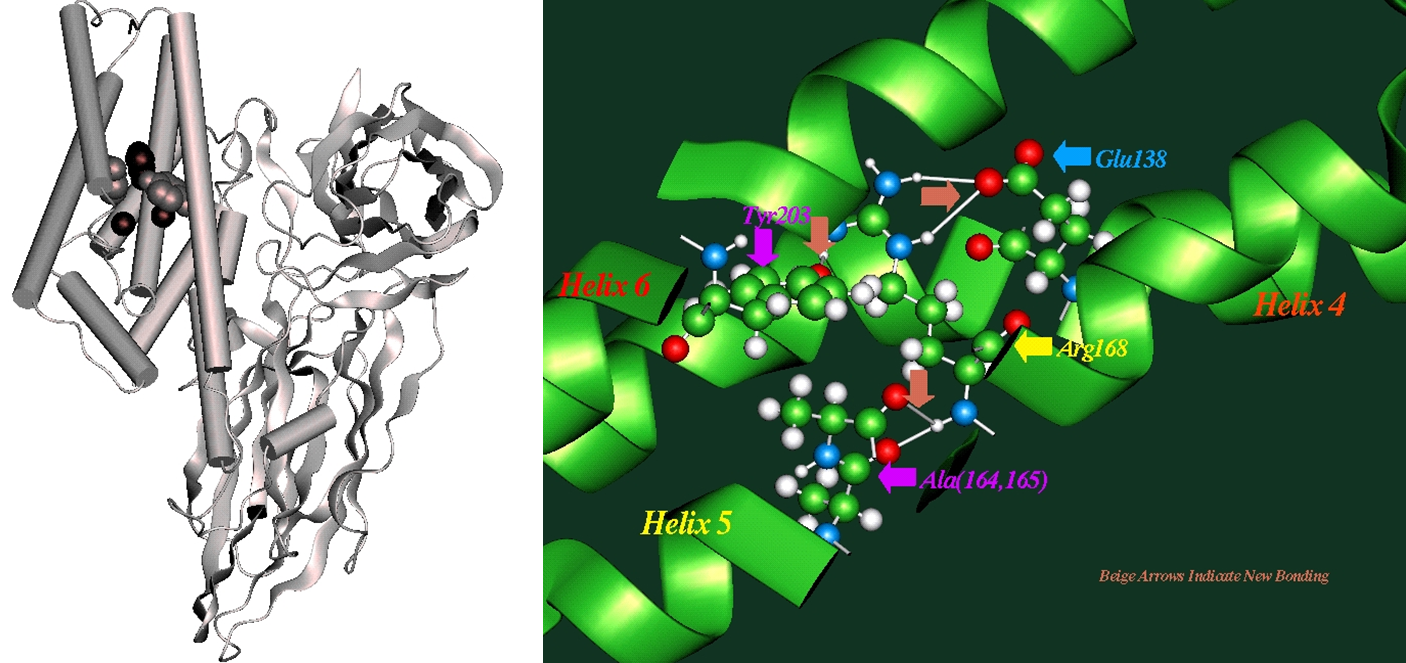 Glu138
Tyr203
Helix 6
Helix 4
Arg168
Ala(164,165)
Helix 5
Beige Arrows Indicate New Bonding